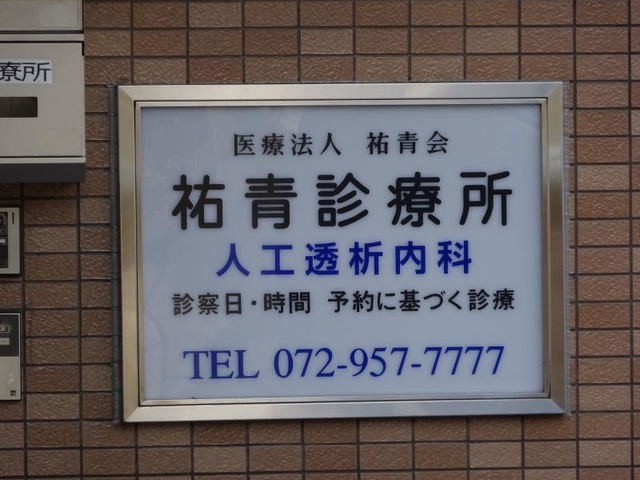 療所
医療法人 祐青会
祐青診療所
人工透析内科
診察日・時間 予約に基づく診療
TEL 072-957-7777